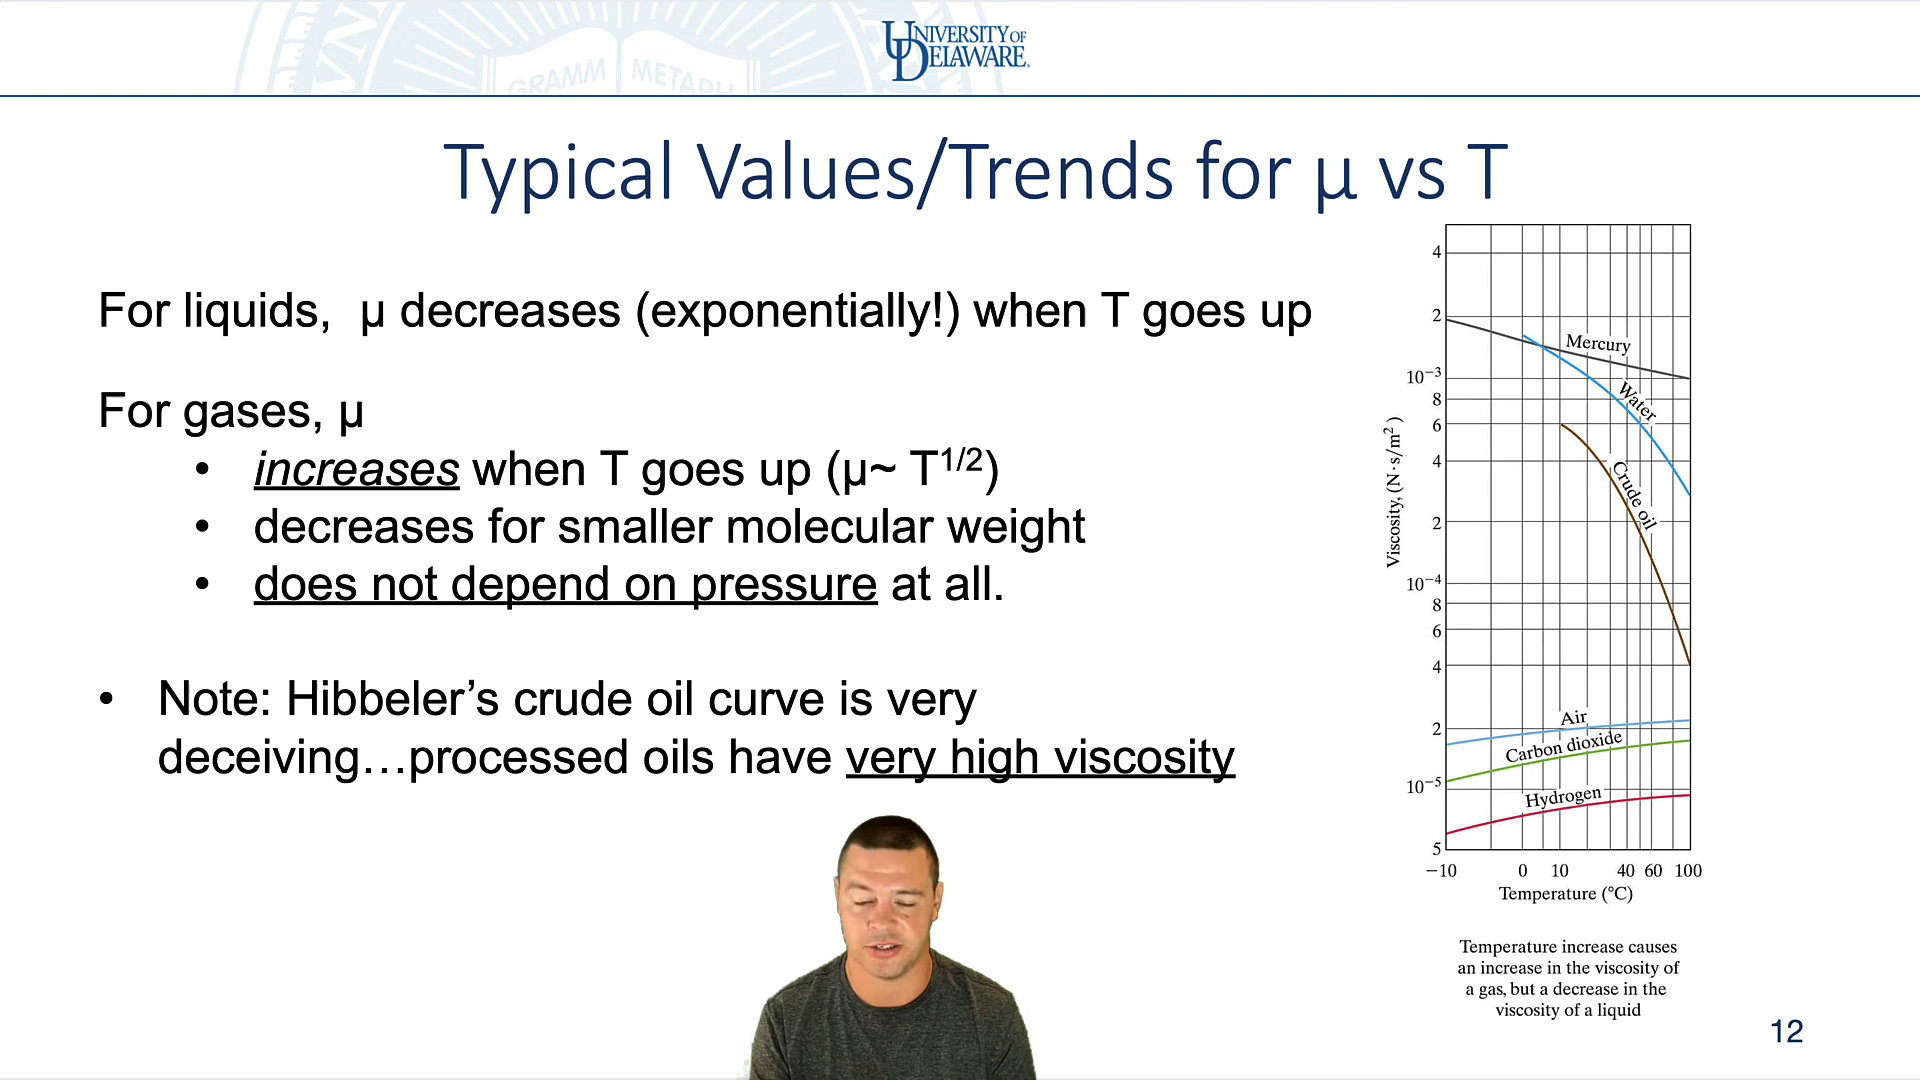 GRAMM METAPH
UNIVERSITY OF
DELAWARE.
Typical Values/Trends for µ vs T
For liquids, µ decreases (exponentially!) when T goes up
For gases, µ
• increases when T goes up (µ~ T1/2)
• decreases for smaller molecular weight
• does not depend on pressure at all.
• Note: Hibbeler’s crude oil curve is very
deceiving…processed oils have very high viscosity
4
2
10−3
8
6
4
2
10−4
8
6
4
2
10−5
5
Viscosity, (N·s/m2)
Mercury
Water
Crude oil
Air
Carbon dioxide
Hydrogen
−10 0 10 40 60 100
Temperature (°C)
Temperature increase causes
an increase in the viscosity of
a gas, but a decrease in the
viscosity of a liquid
12